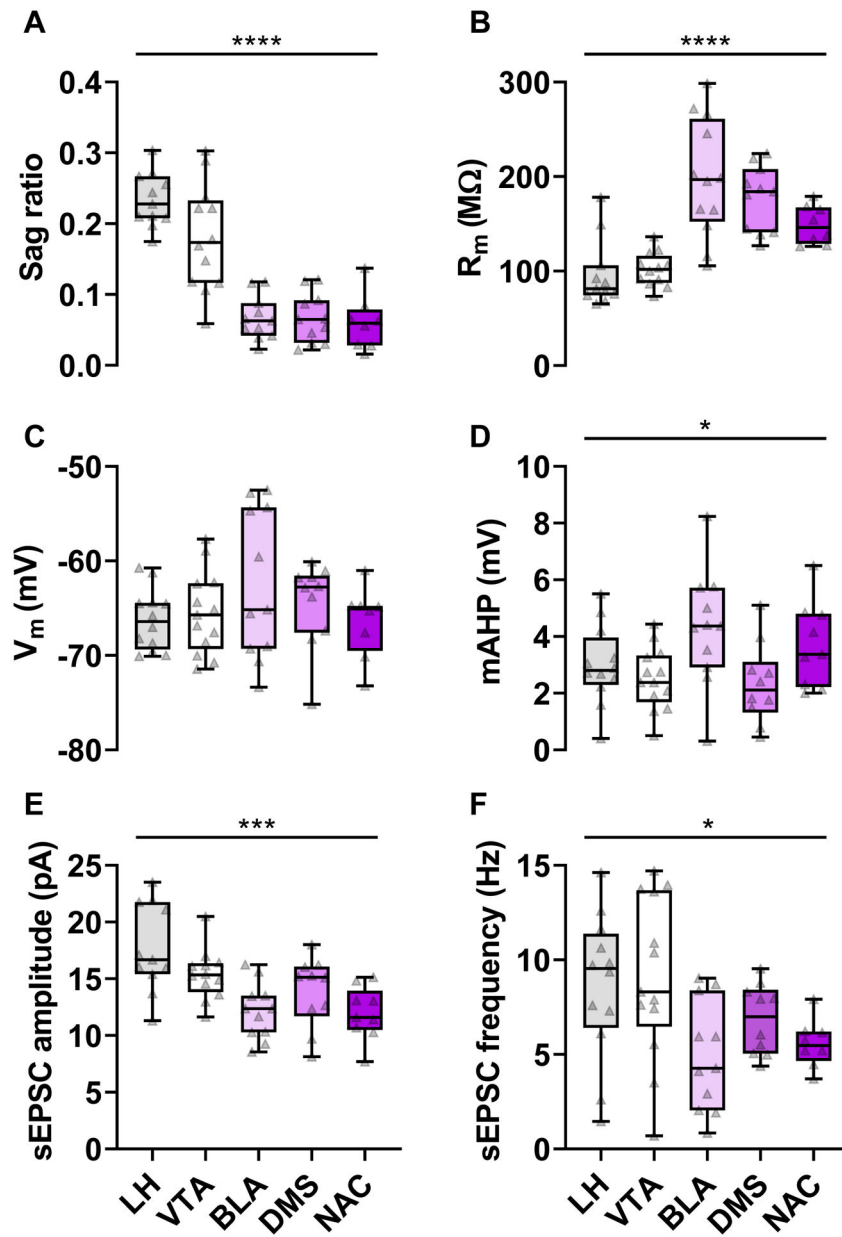 A
****
Sag ratio
0.4
0.3
0.2
0.1
0.0
B
****
Rm (MΩ)
300
200
100
0
C
Vm (mV)
-50
-60
-70
-80
D
*
mAHP (mV)
10
8
6
4
2
0
E
***
sEPSC amplitude (pA)
25
20
15
10
5
0
LH
VTA
BLA
DMS
NAC
F
*
sEPSC frequency (Hz)
15
10
5
0
LH
VTA
BLA
DMS
NAC